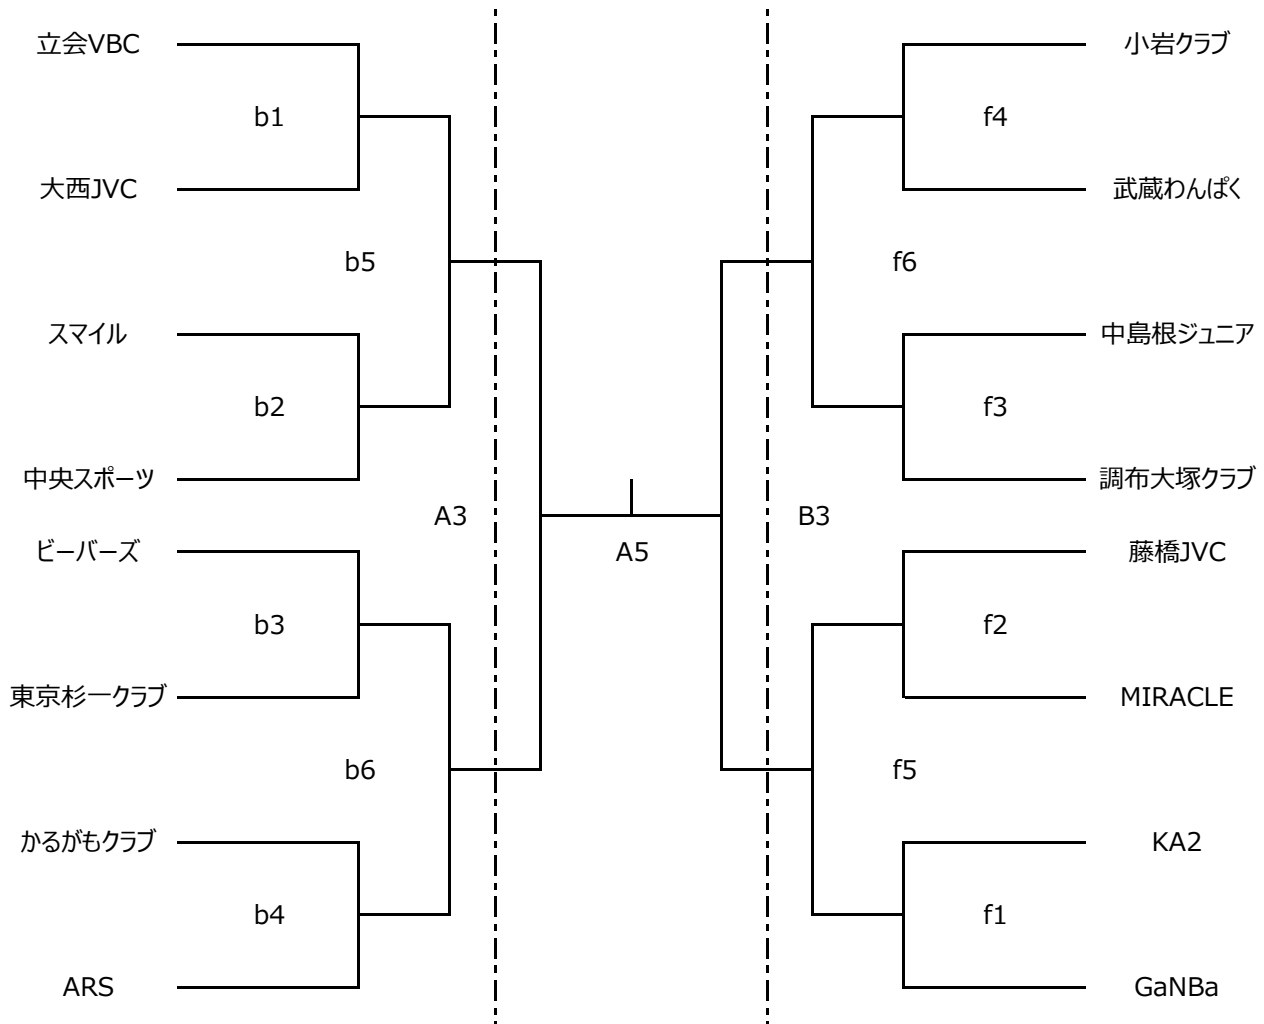 立会VBC
小岩クラブ
b1
f4
大西JVC
武蔵わんぱく
b5
f6
スマイル
中島根ジュニア
b2
f3
中央スポーツ
調布大塚クラブ
A3
B3
A5
ビーバーズ
藤橋JVC
b3
f2
東京杉一クラブ
MIRACLE
b6
f5
かるがもクラブ
KA2
b4
f1
ARS
GaNBa